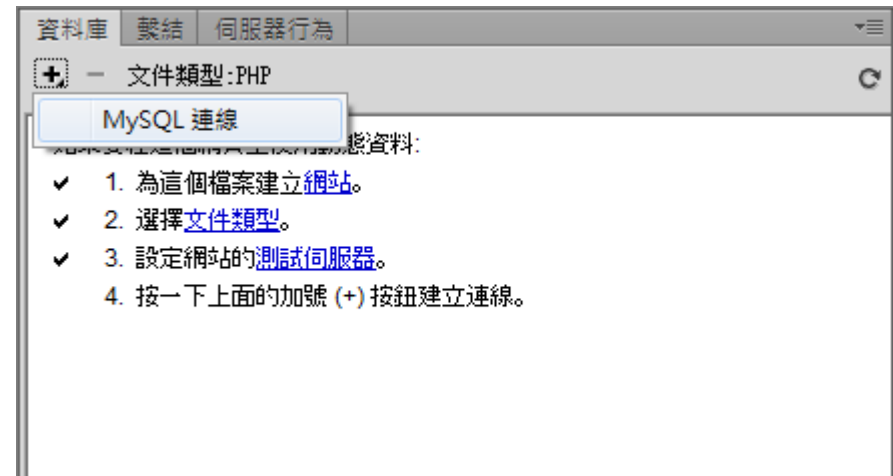 資料庫 繫結 伺服器行為
文件類型:PHP
MySQL 連線
態資料:
✔ 1. 為這個檔案建立網站。
✔ 2. 選擇文件類型。
✔ 3. 設定網站的測試伺服器。
4. 按一下上面的加號 (+) 按鈕建立連線。